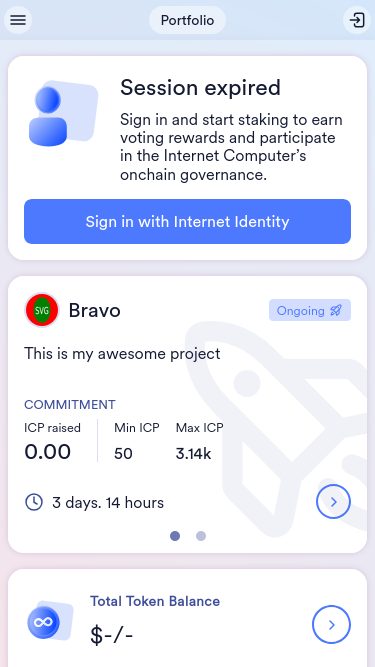 Portfolio
Session expired
Sign in and start staking to earn
voting rewards and participate
in the Internet Computer's
onchain governance.
Sign in with Internet Identity
SVG
Bravo
Ongoing
This is my awesome project
COMMITMENT
ICP raised
Min ICP
Max ICP
0.00
50
3.14k
3 days. 14 hours
Total Token Balance
$-/-